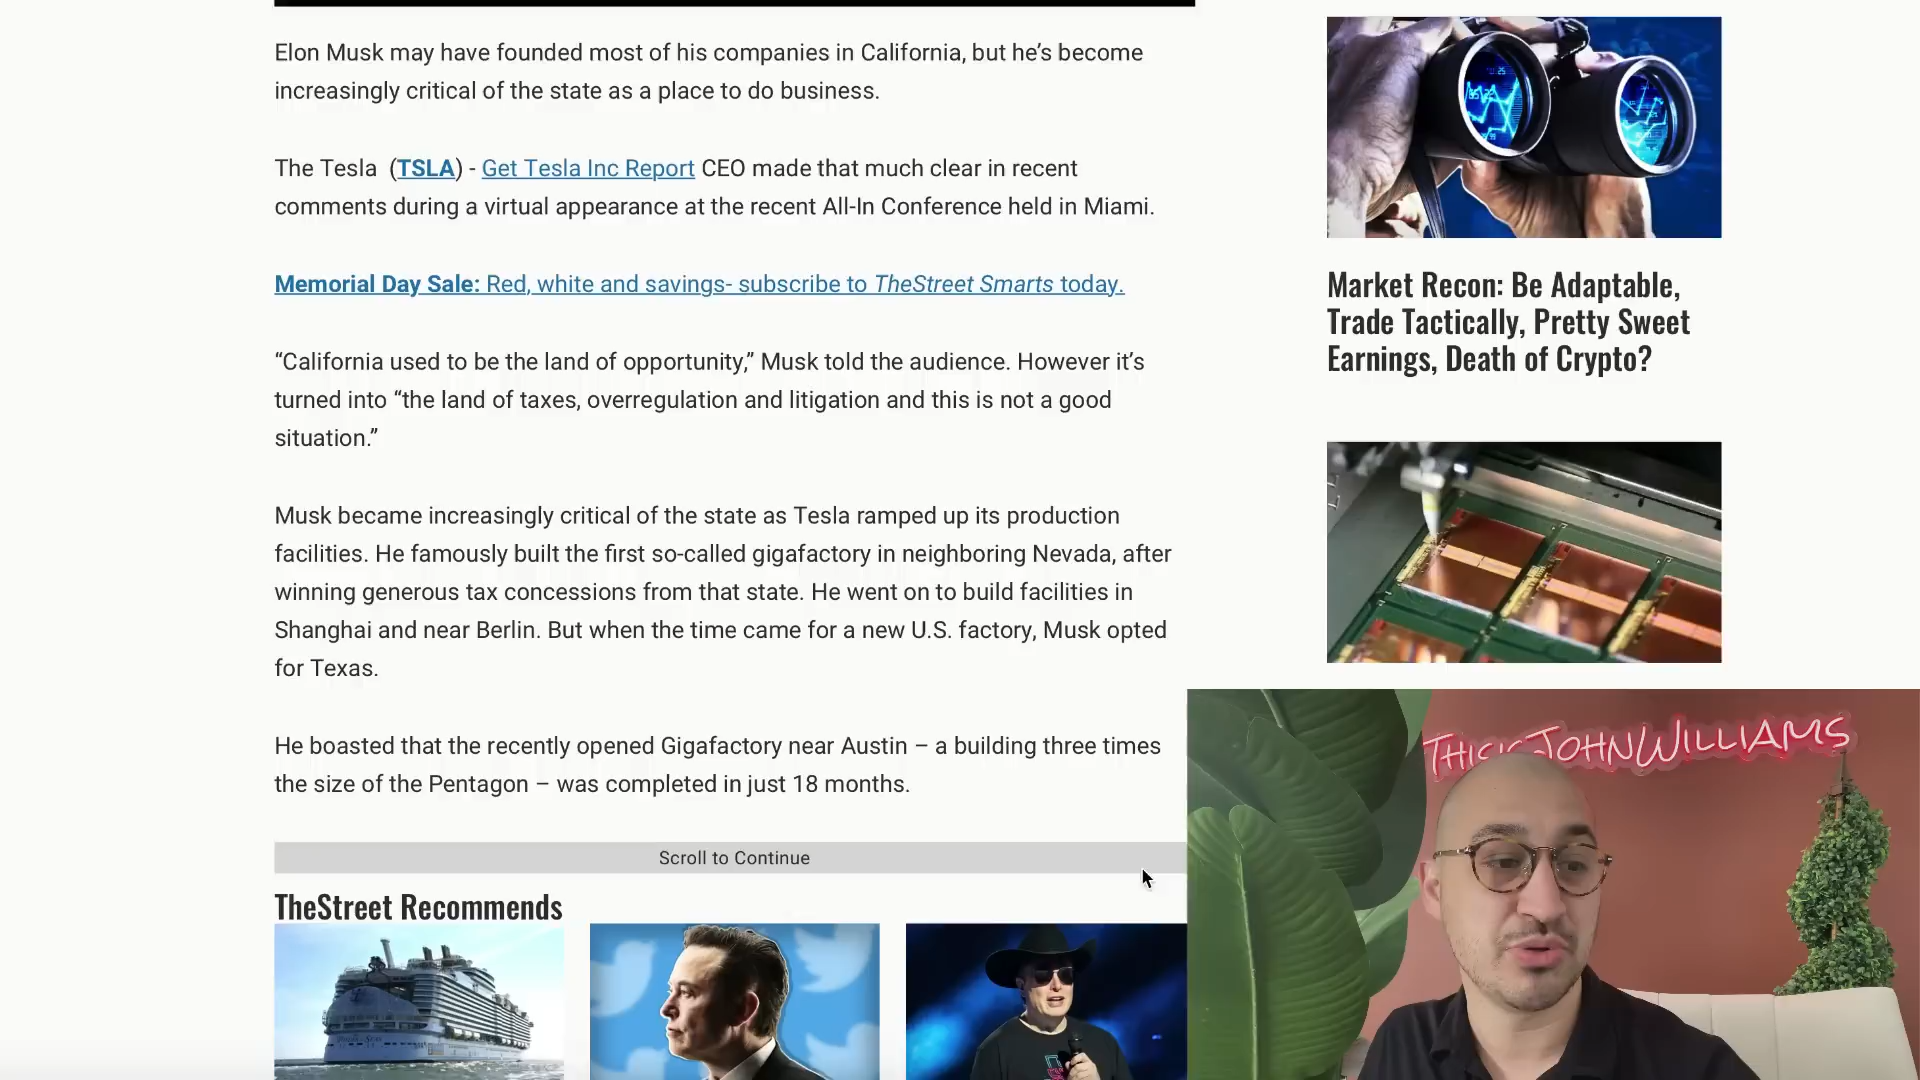 Elon Musk may have founded most of his companies in California, but he’s become
increasingly critical of the state as a place to do business.
The Tesla (TSLA) - Get Tesla Inc Report CEO made that much clear in recent
comments during a virtual appearance at the recent All-In Conference held in Miami.
Memorial Day Sale: Red, white and savings- subscribe to TheStreet Smarts today.
“California used to be the land of opportunity,” Musk told the audience. However it’s
turned into “the land of taxes, overregulation and litigation and this is not a good
situation.”
Musk became increasingly critical of the state as Tesla ramped up its production
facilities. He famously built the first so-called gigafactory in neighboring Nevada, after
winning generous tax concessions from that state. He went on to build facilities in
Shanghai and near Berlin. But when the time came for a new U.S. factory, Musk opted
for Texas.
He boasted that the recently opened Gigafactory near Austin – a building three times
the size of the Pentagon – was completed in just 18 months.
Scroll to Continue
TheStreet Recommends
Market Recon: Be Adaptable,
Trade Tactically, Pretty Sweet
Earnings, Death of Crypto?
THISISJOHNWILLIAMS